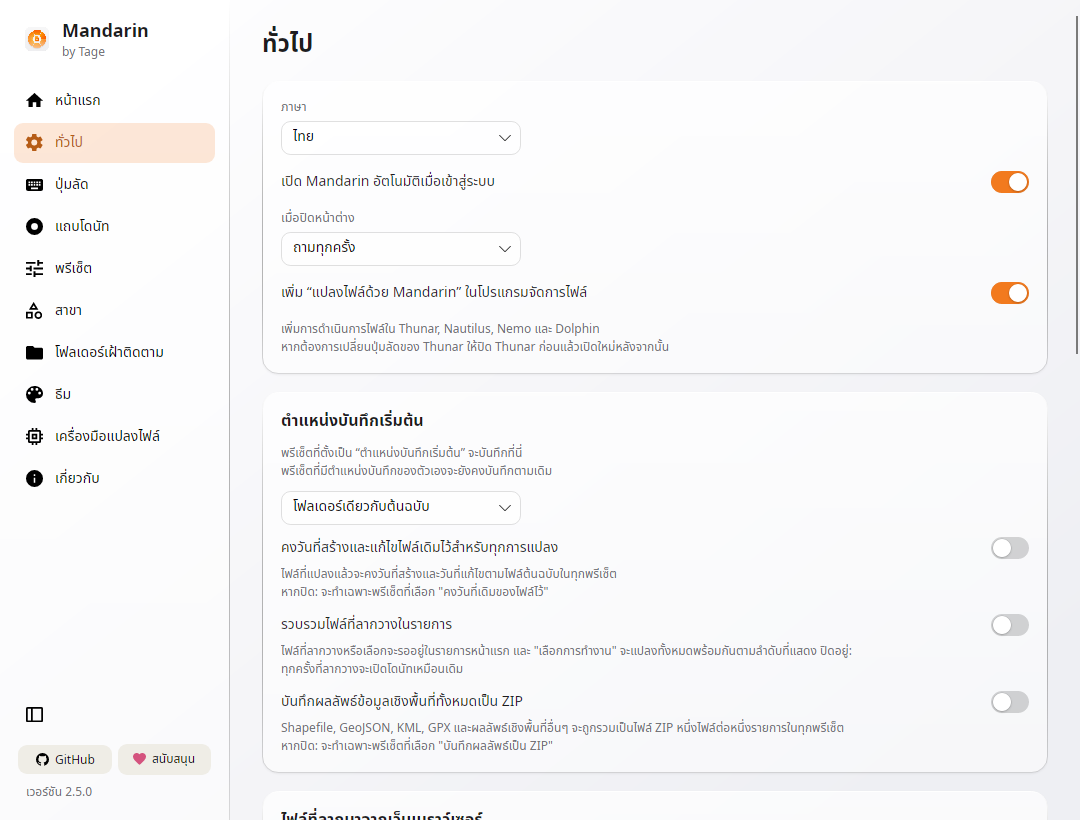 Mandarin
by Tage
หน้าแรก
ทั่วไป
ปุ่มลัด
แถบโดนัท
พรีเซ็ต
สาขา
โฟลเดอร์เฝ้าติดตาม
ธีม
เครื่องมือแปลงไฟล์
เกี่ยวกับ
GitHub
สนับสนุน
เวอร์ชัน 2.5.0
ทั่วไป
ภาษา
ไทย
เปิด Mandarin อัตโนมัติเมื่อเข้าสู่ระบบ
เมื่อปิดหน้าต่าง
ถามทุกครั้ง
เพิ่ม “แปลงไฟล์ด้วย Mandarin” ในโปรแกรมจัดการไฟล์
เพิ่มการดำเนินการไฟล์ใน Thunar, Nautilus, Nemo และ Dolphin
หากต้องการเปลี่ยนปุ่มลัดของ Thunar ให้ปิด Thunar ก่อนแล้วเปิดใหม่หลังจากนั้น
ตำแหน่งบันทึกเริ่มต้น
พรีเซ็ตที่ตั้งเป็น “ตำแหน่งบันทึกเริ่มต้น” จะบันทึกที่นี่
พรีเซ็ตที่มีตำแหน่งบันทึกของตัวเองจะยังคงบันทึกตามเดิม
โฟลเดอร์เดียวกับต้นฉบับ
คงวันที่สร้างและแก้ไขไฟล์เดิมไว้สำหรับทุกการแปลง
ไฟล์ที่แปลงแล้วจะคงวันที่สร้างและวันที่แก้ไขตามไฟล์ต้นฉบับในทุกพรีเซ็ต
หากปิด: จะทำเฉพาะพรีเซ็ตที่เลือก "คงวันที่เดิมของไฟล์ไว้"
รวบรวมไฟล์ที่ลากวางในรายการ
ไฟล์ที่ลากวางหรือเลือกจะรออยู่ในรายการหน้าแรก และ "เลือกการทำงาน" จะแปลงทั้งหมดพร้อมกันตามลำดับที่แสดง ปิดอยู่:
ทุกครั้งที่ลากวางจะเปิดโดนัทเหมือนเดิม
บันทึกผลลัพธ์ข้อมูลเชิงพื้นที่ทั้งหมดเป็น ZIP
Shapefile, GeoJSON, KML, GPX และผลลัพธ์เชิงพื้นที่อื่นๆ จะถูกรวมเป็นไฟล์ ZIP หนึ่งไฟล์ต่อหนึ่งรายการในทุกพรีเซ็ต
หากปิด: จะทำเฉพาะพรีเซ็ตที่เลือก "บันทึกผลลัพธ์เป็น ZIP"
ไฟล์ที่ลากมาจากเว็บเบราว์เซอร์